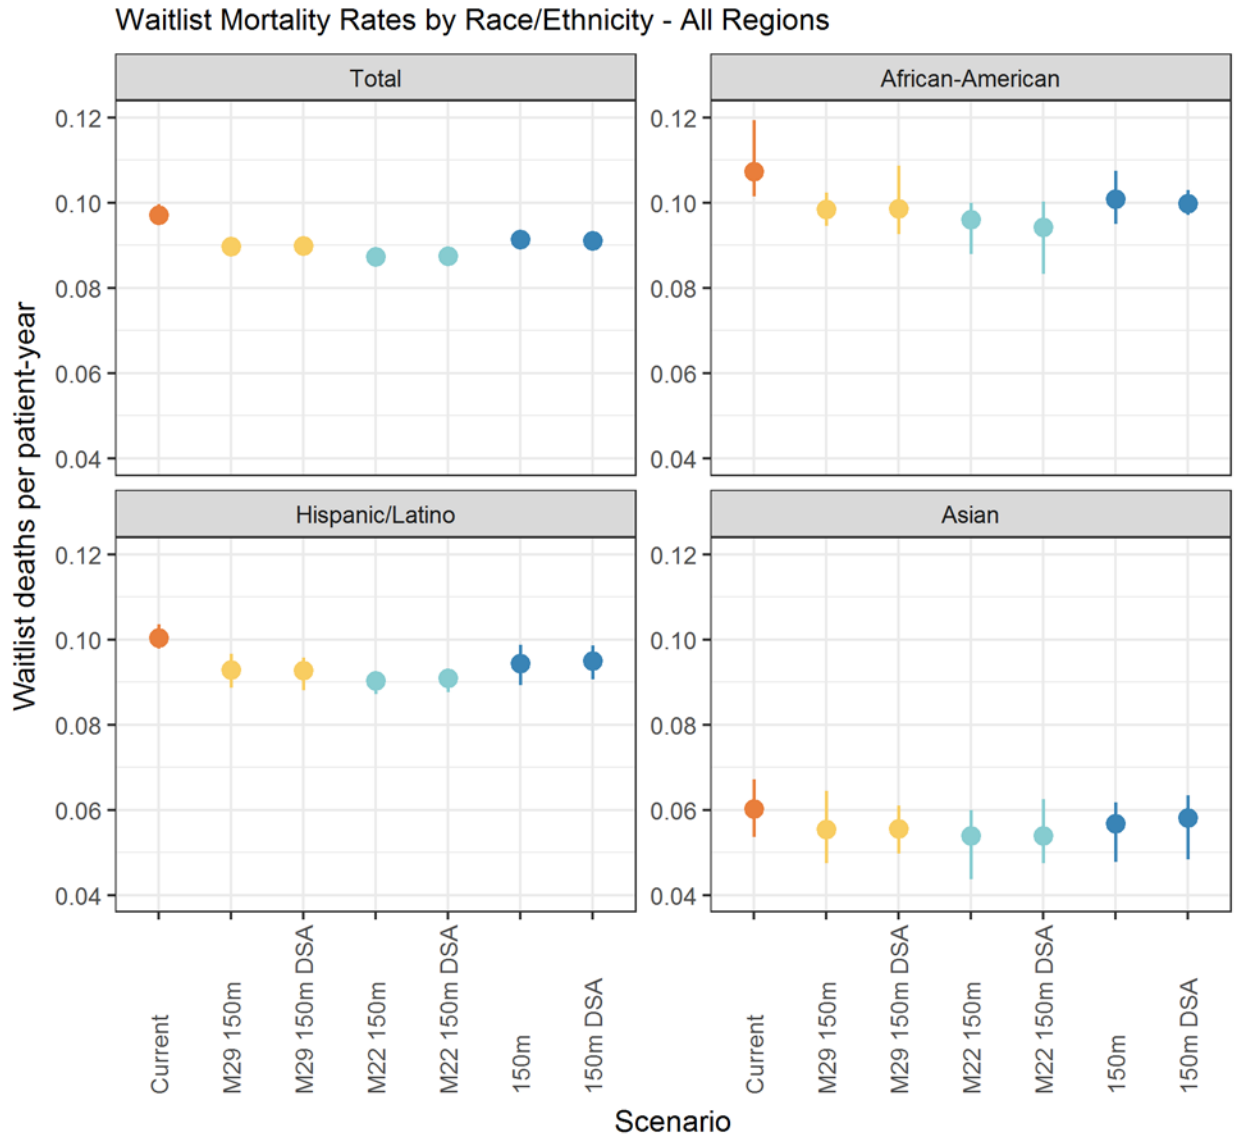 Waitlist Mortality Rates by Race/Ethnicity - All Regions
Total
African-American
0.12
0.10
0.08
0.06
0.04
0.12
0.10
0.08
0.06
0.04
Hispanic/Latino
Asian
0.12
0.10
0.08
0.06
0.04
0.12
0.10
0.08
0.06
0.04
Waitlist deaths per patient-year
Current
M29 150m
M29 150m DSA
M22 150m
M22 150m DSA
150m
150m DSA
Current
M29 150m
M29 150m DSA
M22 150m
M22 150m DSA
150m
150m DSA
Scenario